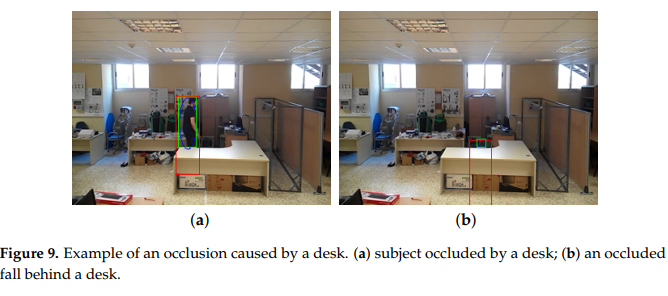 (a)
(b)
Figure 9. Example of an occlusion caused by a desk. (a) subject occluded by a desk; (b) an occluded
fall behind a desk.